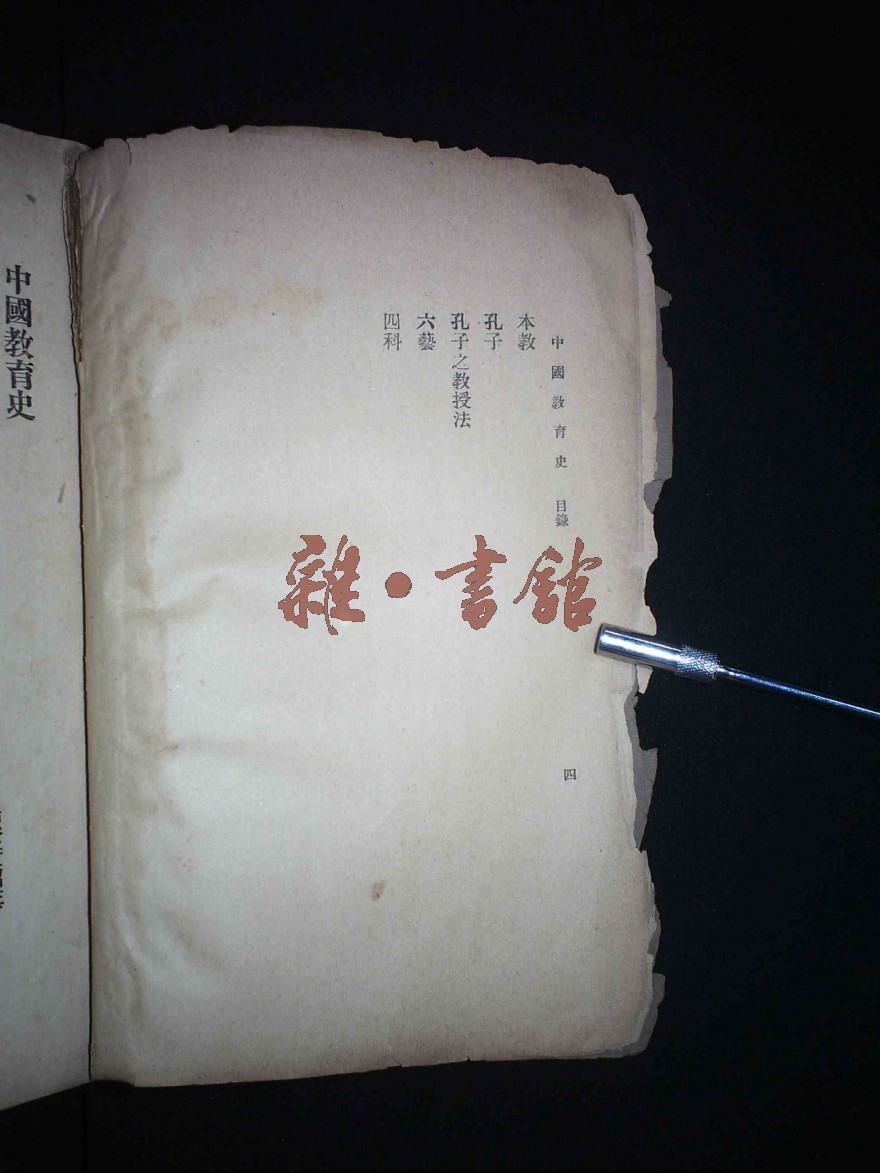 中國教育史 目錄
四
本教
孔子
孔子之教授法
六藝
四科
雜·書館
中國教育史